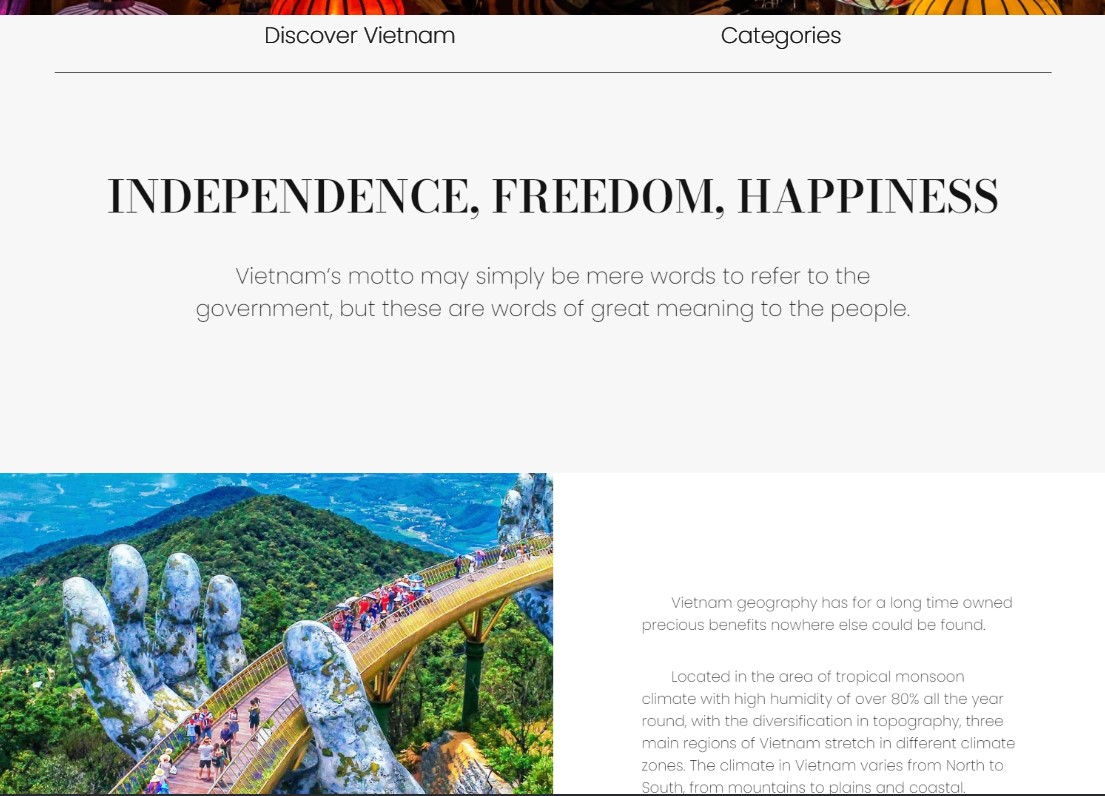 Discover Vietnam
Categories
INDEPENDENCE, FREEDOM, HAPPINESS
Vietnam's motto may simply be mere words to refer to the
government, but these are words of great meaning to the people.
Vietnam geography has for a long time owned
precious benefits nowhere else could be found.
Located in the area of tropical monsoon
climate with high humidity of over 80% all the year
round, with the diversification in topography, three
main regions of Vietnam stretch in different climate
zones. The climate in Vietnam varies from North to
South, from mountains to plains and coastal.